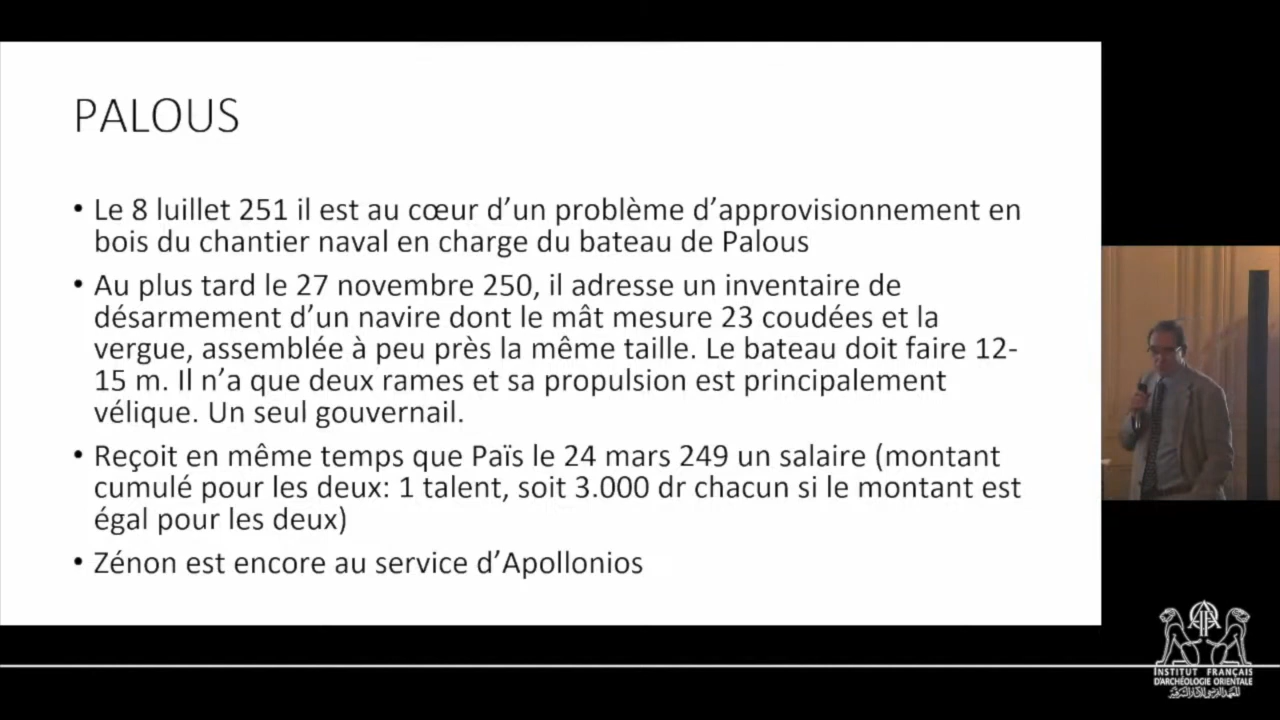 PALOUS
• Le 8 luillet 251 il est au cœur d’un problème d’approvisionnement en
bois du chantier naval en charge du bateau de Palous
• Au plus tard le 27 novembre 250, il adresse un inventaire de
désarmement d’un navire dont le mât mesure 23 coudées et la
vergue, assemblée à peu près la même taille. Le bateau doit faire 12-
15 m. Il n’a que deux rames et sa propulsion est principalement
vélique. Un seul gouvernail.
• Reçoit en même temps que Païs le 24 mars 249 un salaire (montant
cumulé pour les deux: 1 talent, soit 3.000 dr chacun si le montant est
égal pour les deux)
• Zénon est encore au service d’Apollonios
INSTITUT FRANÇAIS
D’ARCHÉOLOGIE ORIENTALE